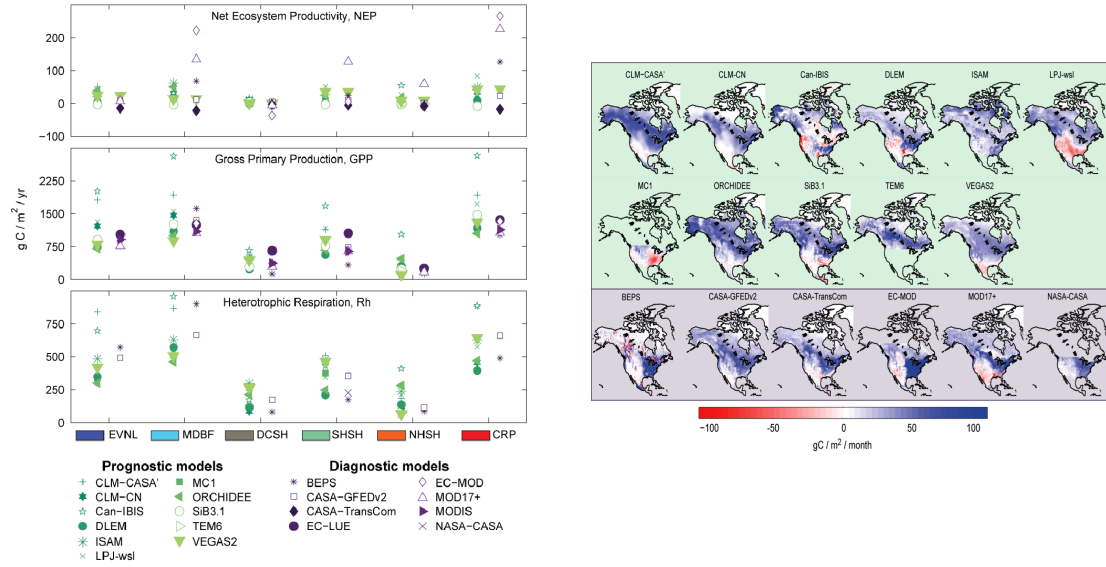 Net Ecosystem Productivity, NEP
200
100
0
−100
Gross Primary Production, GPP
2250
1500
750
0
g C / m² / yr
Heterotrophic Respiration, Rh
750
500
250
0
EVNL MDBF DCSH SHSH NHSH CRP
Prognostic models
CLM−CASA'
CLM−CN
Can−IBIS
DLEM
ISAM
LPJ−wsl
MC1
ORCHIDEE
SiB3.1
TEM6
VEGAS2
Diagnostic models
BEPS
CASA−GFEDv2
CASA−TransCom
EC−LUE
EC−MOD
MOD17+
MODIS
NASA−CASA
CLM−CASA' CLM-CN Can-IBIS DLEM ISAM LPJ-wsl
MC1 ORCHIDEE SiB3.1 TEM6 VEGAS2
BEPS CASA-GFEDv2 CASA-TransCom EC-MOD MOD17+ NASA-CASA
−100 -50 0 50 100
gC / m² / month